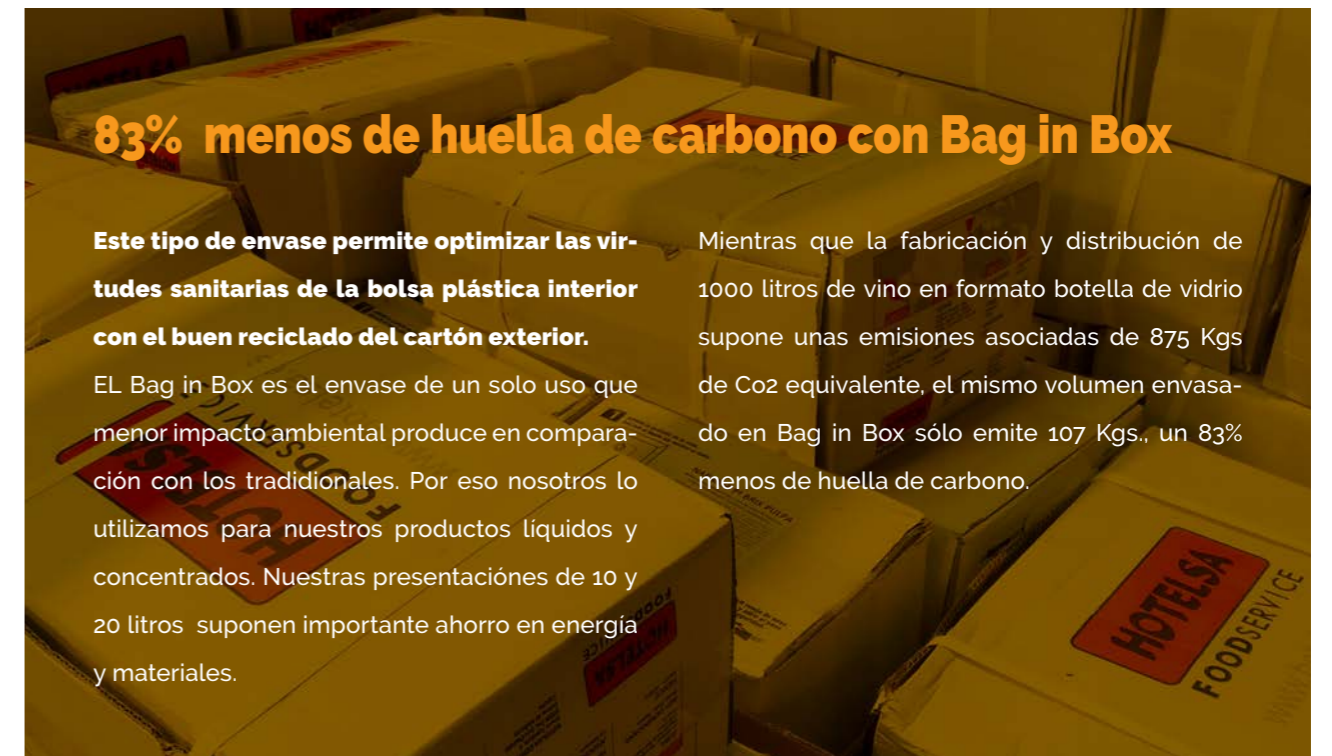 83% menos de huella de carbono con Bag in Box
Este tipo de envase permite optimizar las vir-
tudes sanitarias de la bolsa plástica interior
con el buen reciclado del cartón exterior.
EL Bag in Box es el envase de un solo uso que
menor impacto ambiental produce en compara-
ción con los tradidionales. Por eso nosotros lo
utilizamos para nuestros productos líquidos y
concentrados. Nuestras presentaciónes de 10 y
20 litros suponen importante ahorro en energía
y materiales.
Mientras que la fabricación y distribución de
1000 litros de vino en formato botella de vidrio
supone unas emisiones asociadas de 875 Kgs
de Co2 equivalente, el mismo volumen envasa-
do en Bag in Box sólo emite 107 Kgs., un 83%
menos de huella de carbono.
HOTELSA
FOODSERVICE
HOTELSA
FOODSERVICE